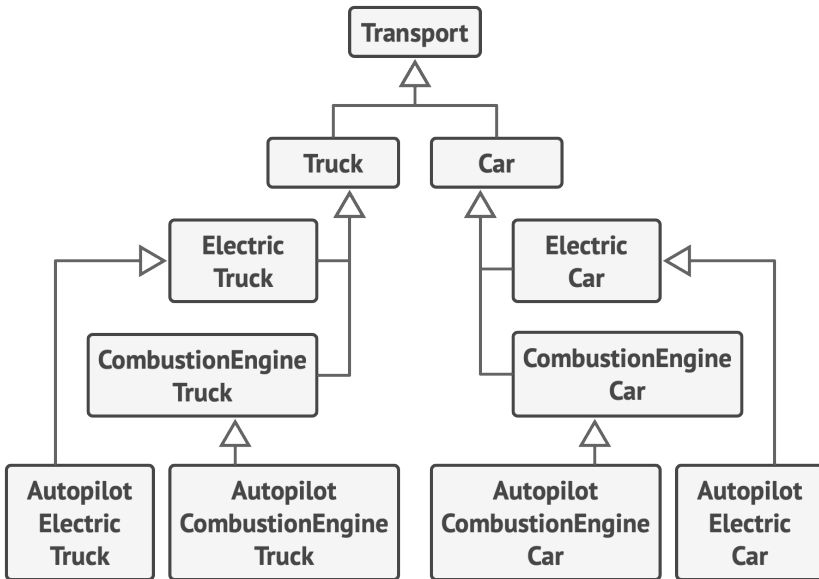 Transport
Truck
Car
Electric
Truck
Electric
Car
CombustionEngine
Truck
CombustionEngine
Car
Autopilot
Electric
Truck
Autopilot
CombustionEngine
Truck
Autopilot
CombustionEngine
Car
Autopilot
Electric
Car